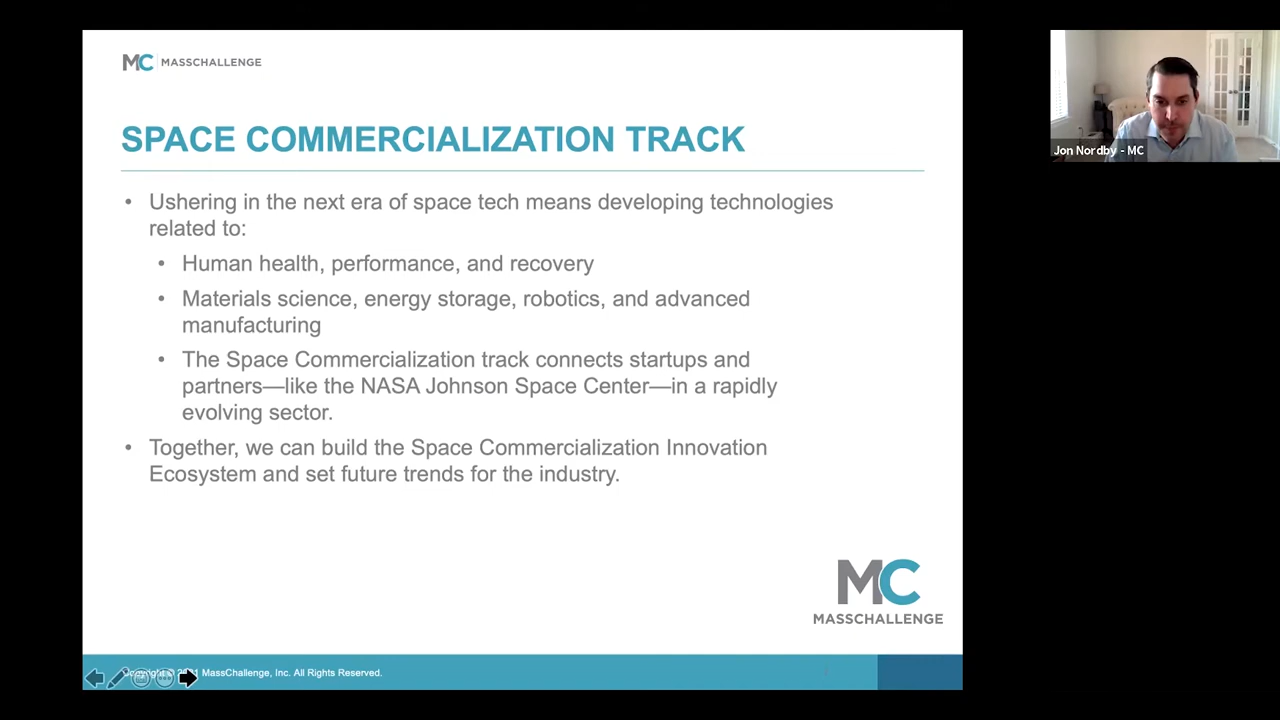 MC MASSCHALLENGE
SPACE COMMERCIALIZATION TRACK
• Ushering in the next era of space tech means developing technologies
related to:
• Human health, performance, and recovery
• Materials science, energy storage, robotics, and advanced
manufacturing
• The Space Commercialization track connects startups and
partners—like the NASA Johnson Space Center—in a rapidly
evolving sector.
• Together, we can build the Space Commercialization Innovation
Ecosystem and set future trends for the industry.
MC
MASSCHALLENGE
MassChallenge, Inc. All Rights Reserved.
Jon Nordby - MC